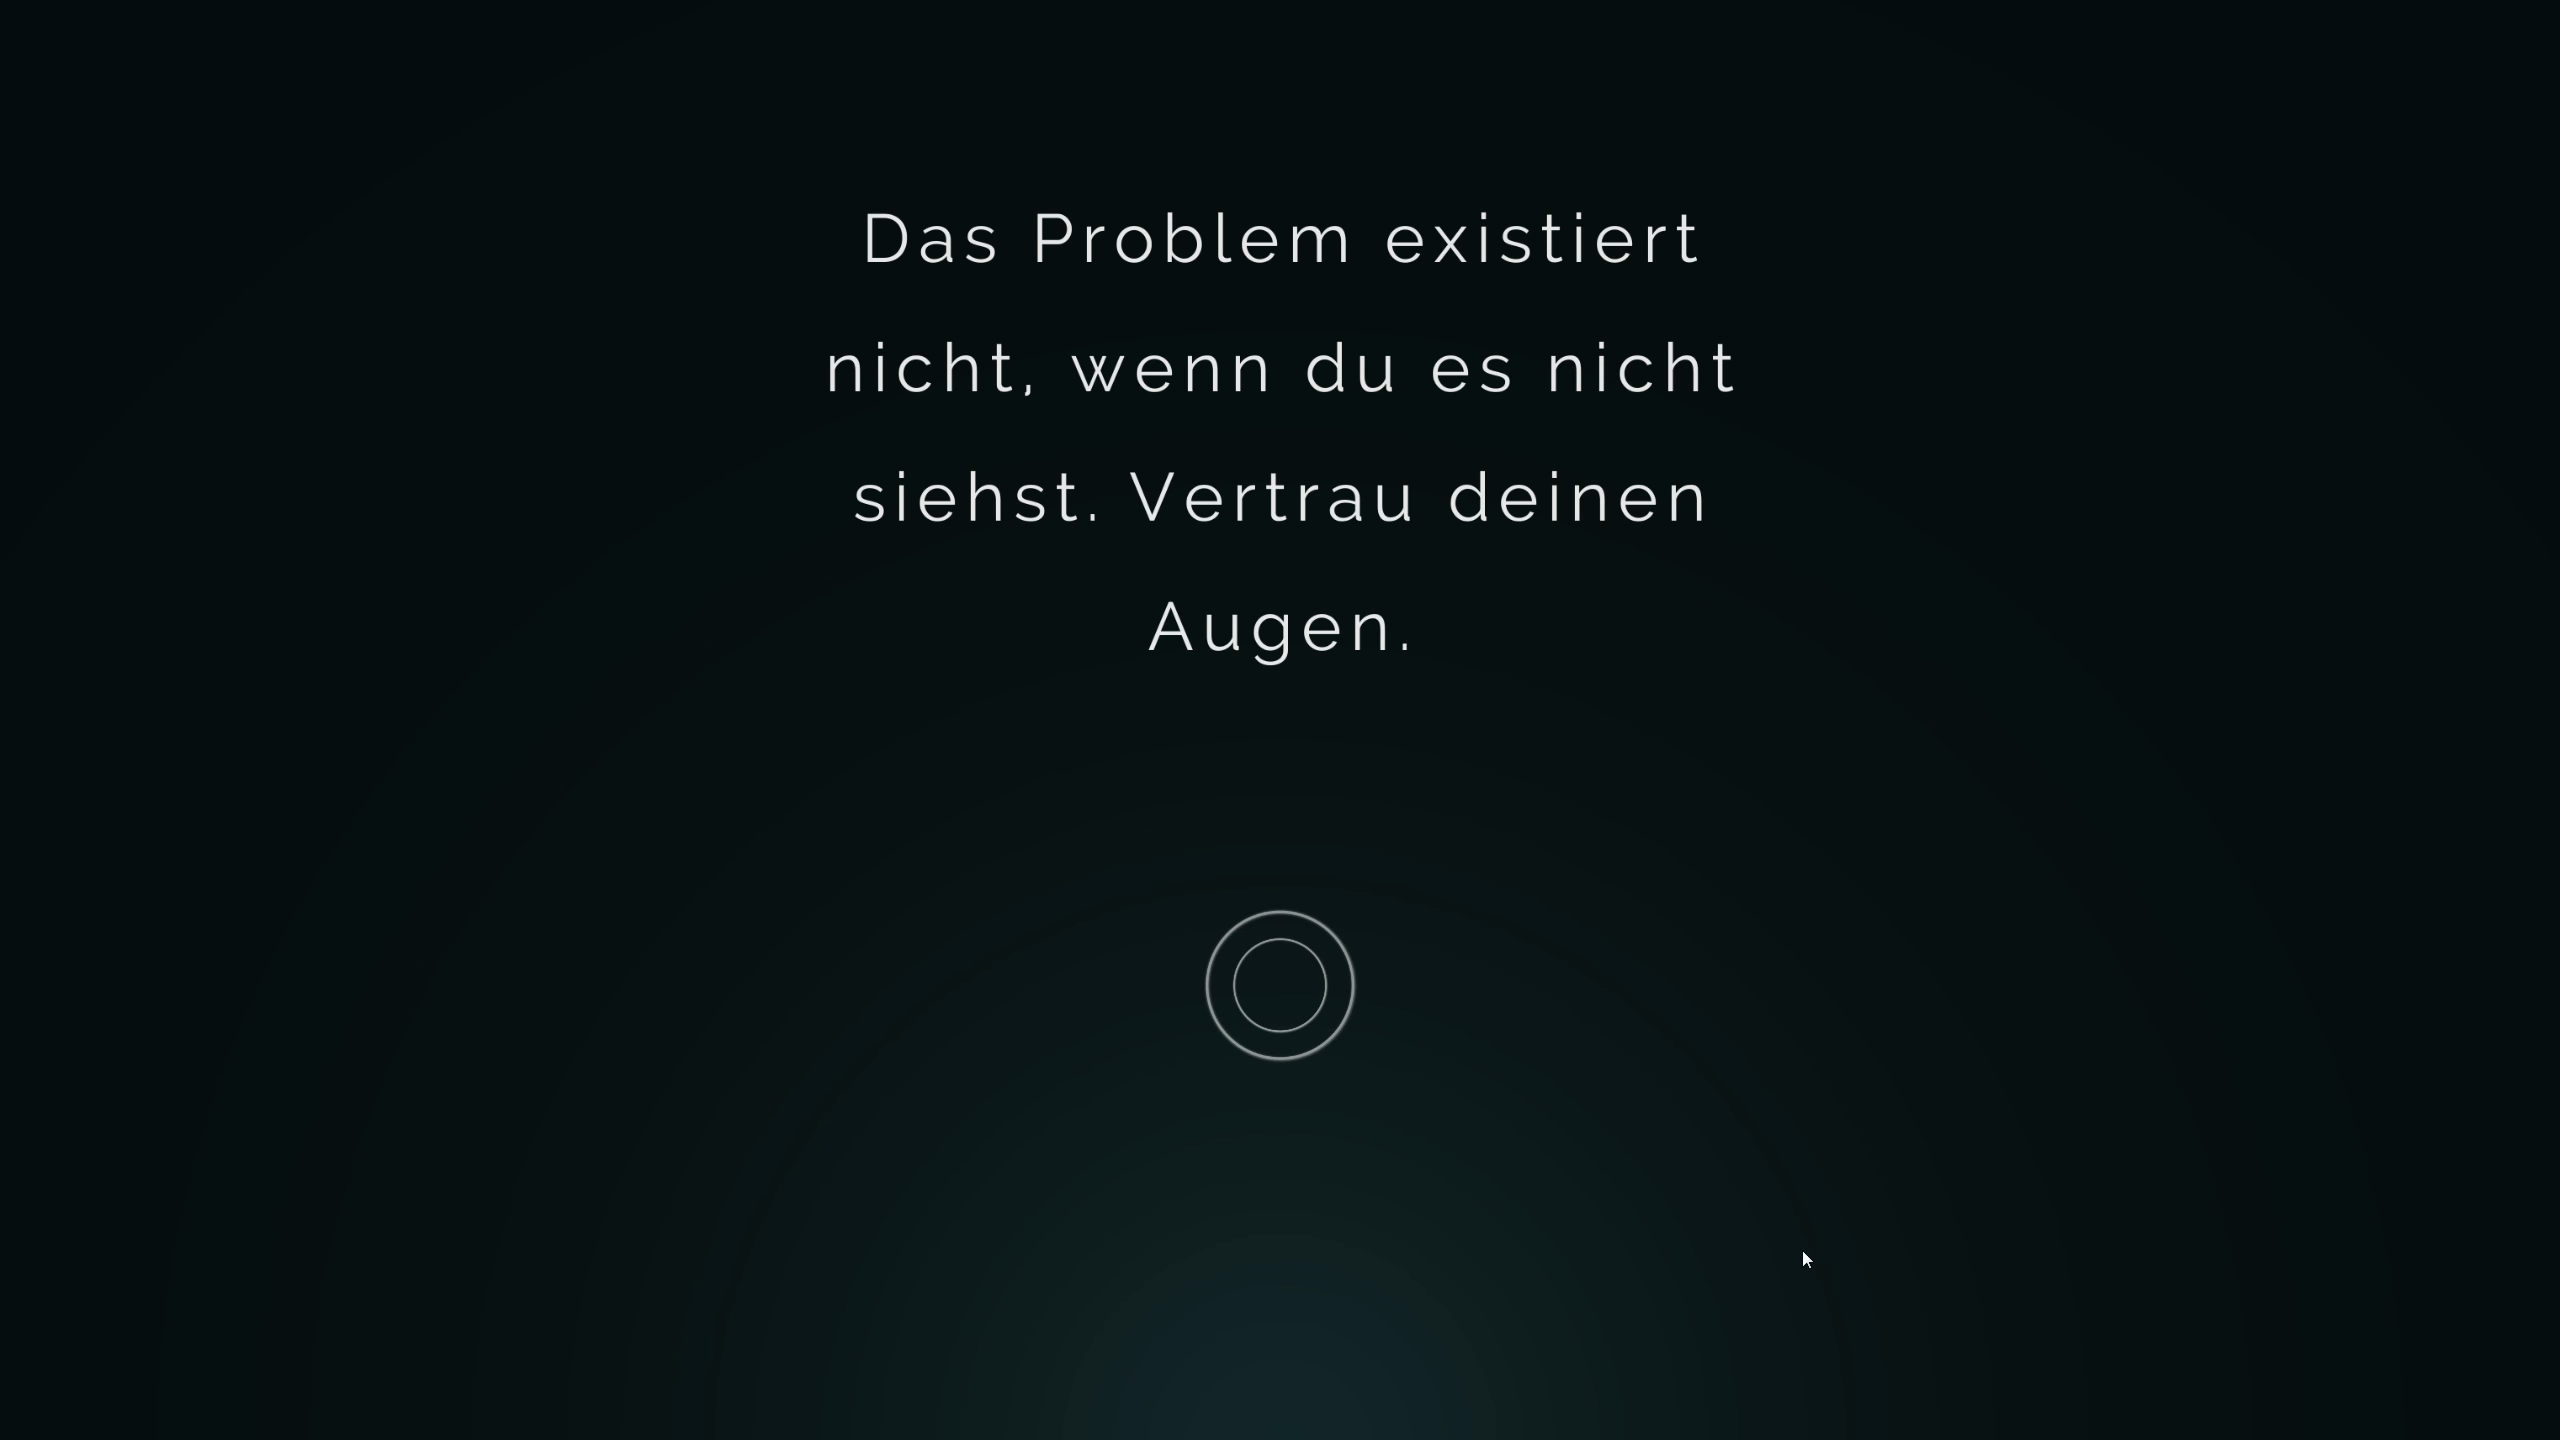 Das Problem existiert
nicht, wenn du es nicht
siehst. Vertrau deinen
Augen.